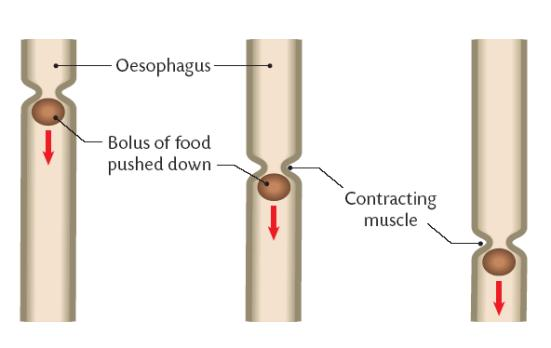 Oesophagus
Bolus of food
pushed down
Contracting
muscle